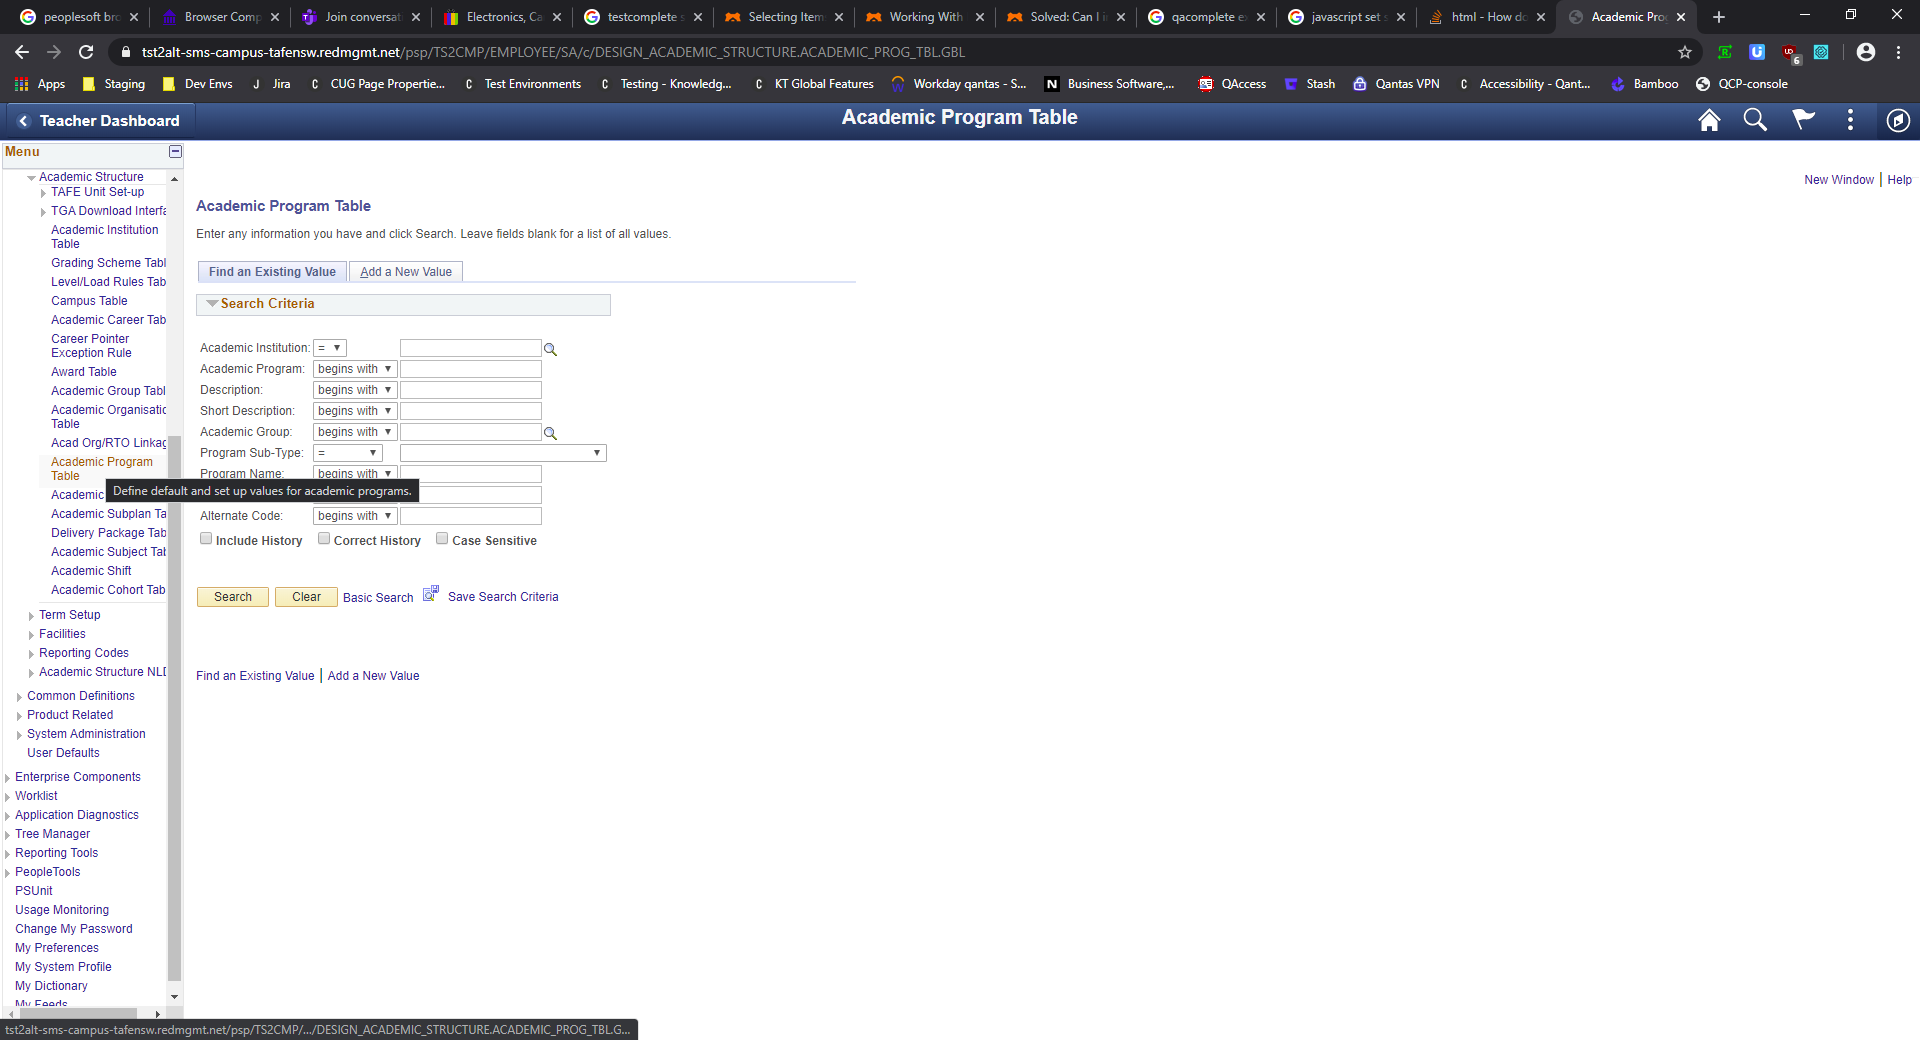 peoplesoft bro
Browser Comp
Join conversat
Electronics, Ca
testcomplete s
Selecting Item
Working With
Solved: Can I i
qacomplete e
javascript set s
html - How do
Academic Prog
tst2alt-sms-campus-tafensw.redmgmt.net/psp/TS2CMP/EMPLOYEE/SA/c/DESIGN_ACADEMIC_STRUCTURE.ACADEMIC_PROG_TBL.GBL
6
Apps
Staging
Dev Envs
Jira
CUG Page Propertie...
Test Environments
Testing - Knowledg...
KT Global Features
Workday qantas - S...
Business Software,...
QAccess
Stash
Qantas VPN
Accessibility - Qant...
Bamboo
QCP-console
Teacher Dashboard
Academic Program Table
Menu
Academic Structure
TAFE Unit Set-up
TGA Download Interfa
Academic Institution
Table
Grading Scheme Tabl
Level/Load Rules Tab
Campus Table
Academic Career Tab
Career Pointer
Exception Rule
Award Table
Academic Group Tabl
Academic Organisatio
Table
Acad Org/RTO Linkag
Academic Program
Table
Academic
Academic Subplan Ta
Delivery Package Tab
Academic Subject Tab
Academic Shift
Academic Cohort Tab
Term Setup
Facilities
Reporting Codes
Academic Structure NLD
Common Definitions
Product Related
System Administration
User Defaults
Enterprise Components
Worklist
Application Diagnostics
Tree Manager
Reporting Tools
PeopleTools
PSUnit
Usage Monitoring
Change My Password
My Preferences
My System Profile
My Dictionary
My Feeds
New Window | Help
Academic Program Table
Enter any information you have and click Search. Leave fields blank for a list of all values.
Find an Existing Value
Add a New Value
Search Criteria
Academic Institution: =
Academic Program: begins with
Description: begins with
Short Description: begins with
Academic Group: begins with
Program Sub-Type: =
Program Name: begins with
Define default and set up values for academic programs.
Alternate Code: begins with
Include History
Correct History
Case Sensitive
Search
Clear
Basic Search
Save Search Criteria
Find an Existing Value | Add a New Value
tst2alt-sms-campus-tafensw.redmgmt.net/psp/TS2CMP/.../DESIGN_ACADEMIC_STRUCTURE.ACADEMIC_PROG_TBL.G...